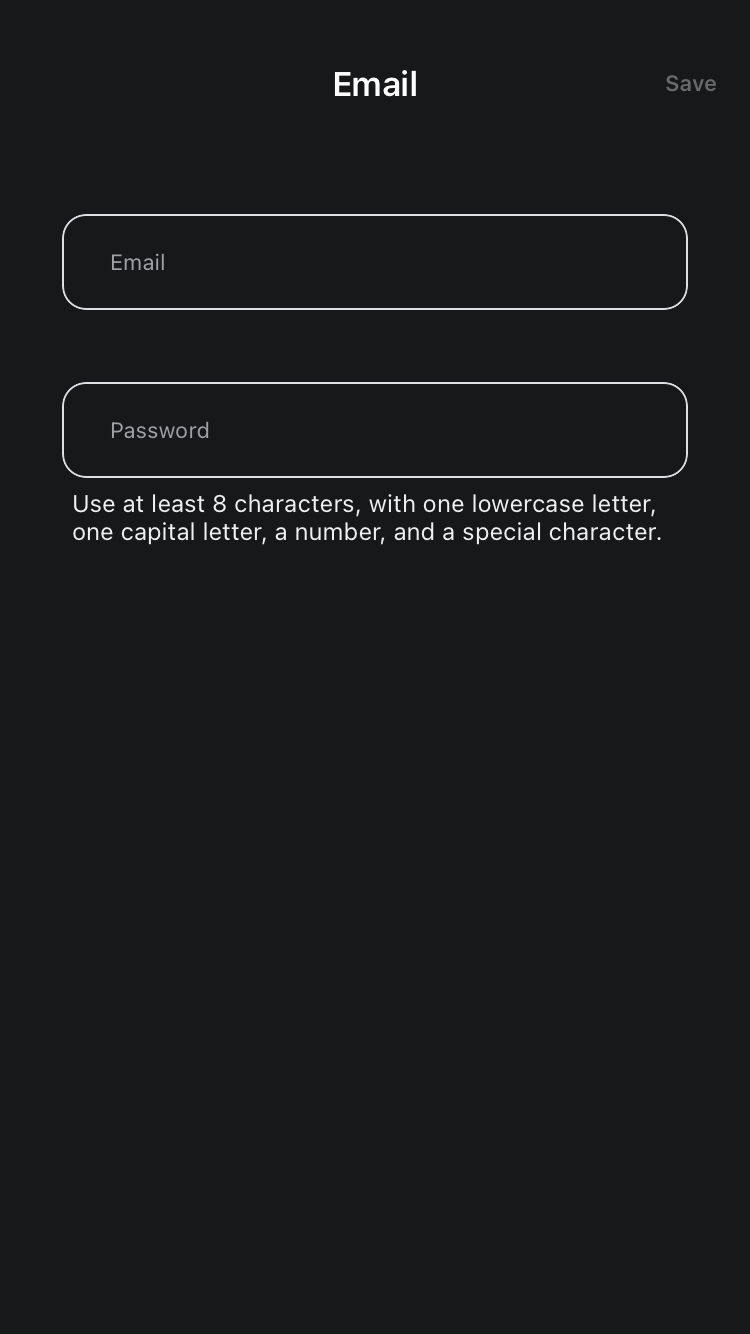 Email
Save
Email
Password
Use at least 8 characters, with one lowercase letter,
one capital letter, a number, and a special character.